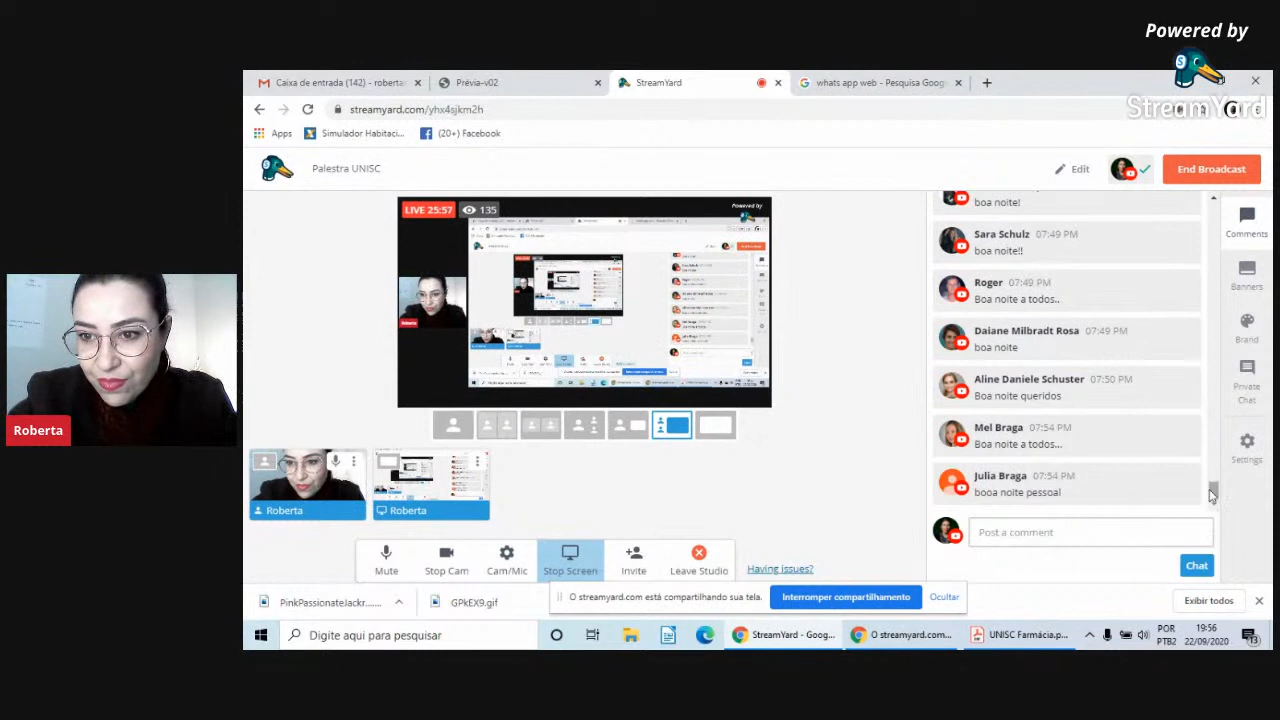 Powered by
StreamYard
Caixa de entrada (142) - roberta
Prévia-v02
StreamYard
whats app web - Pesquisa Goog
streamyard.com/yhx4sjkm2h
Apps
Simulador Habitaci...
(20+) Facebook
Palestra UNISC
Edit
End Broadcast
LIVE 25:57
135
Powered by
Roberta
boa noite!
Sara Schulz 07:49 PM
boa noite!!
Roger 07:49 PM
Boa noite a todos..
Daiane Milbradt Rosa 07:49 PM
boa noite
Aline Daniele Schuster 07:50 PM
Boa noite queridos
Mel Braga 07:54 PM
Boa noite a todos...
Julia Braga 07:54 PM
booa noite pessoal
Post a comment
Chat
Comments
Banners
Brand
Private
Chat
Settings
Roberta
Roberta
Roberta
Mute
Stop Cam
Cam/Mic
Stop Screen
Invite
Leave Studio
Having issues?
PinkPassionateJackr....gif
GPkEX9.gif
O streamyard.com está compartilhando sua tela.
Interromper compartilhamento
Ocultar
Exibir todos
Digite aqui para pesquisar
StreamYard - Goog...
O streamyard.com...
UNISC Farmácia.p...
POR
PTB2
19:56
22/09/2020
13